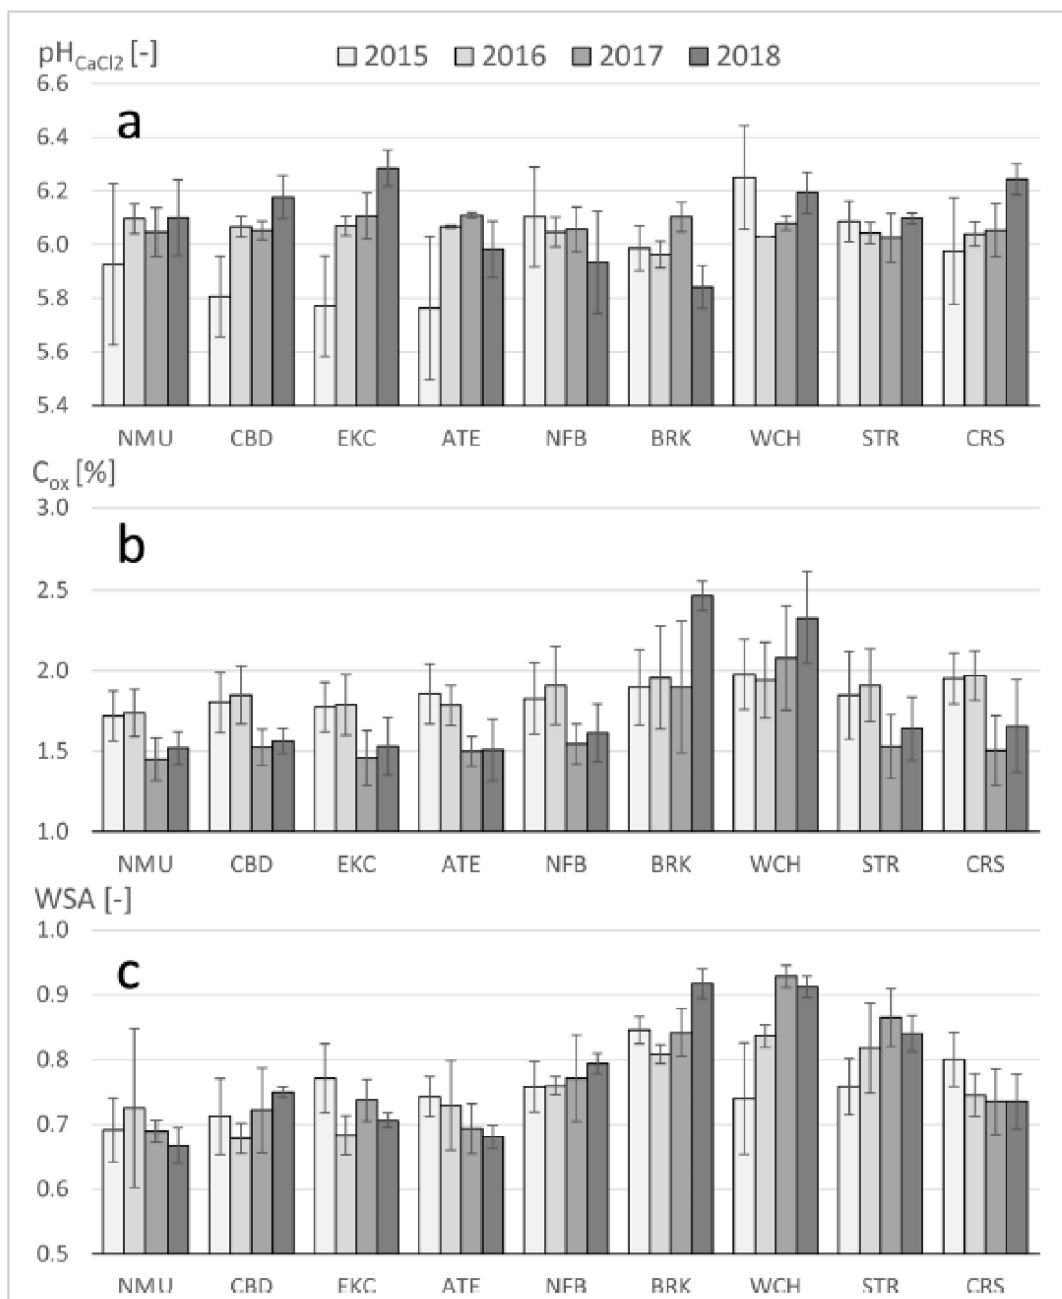 pH CaCl2 [-] 2015 2016 2017 2018
6.6
a
6.4
6.2
6.0
5.8
5.6
5.4
NMU CBD EKC ATE NFB BRK WCH STR CRS
Cox [%]
3.0
b
2.5
2.0
1.5
1.0
NMU CBD EKC ATE NFB BRK WCH STR CRS
WSA [-]
1.0
c
0.9
0.8
0.7
0.6
0.5
NMU CBD EKC ATE NFB BRK WCH STR CRS